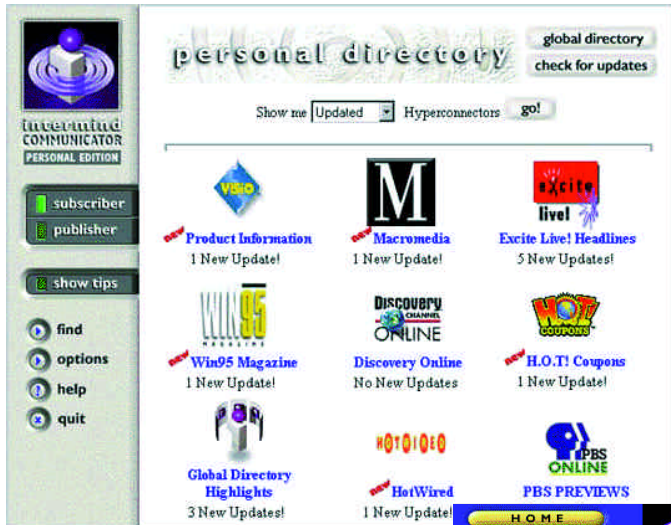 personal directory
global directory
check for updates
Show me Updated Hyperconnectors go!
intermind
COMMUNICATOR
PERSONAL EDITION
subscriber
publisher
show tips
find
options
help
quit
VISIO
new Product Information
1 New Update!
M
new Macromedia
1 New Update!
excite
live!
Excite Live! Headlines
5 New Updates!
WIN95
MAGAZINE
new Win95 Magazine
1 New Update!
DISCOVERY
CHANNEL
ONLINE
Discovery Online
No New Updates
HOT!
COUPONS
new H.O.T! Coupons
1 New Update!
Global Directory
Highlights
3 New Updates!
HOTWIRED
new HotWired
1 New Update!
PBS
ONLINE
PBS PREVIEWS
HOME